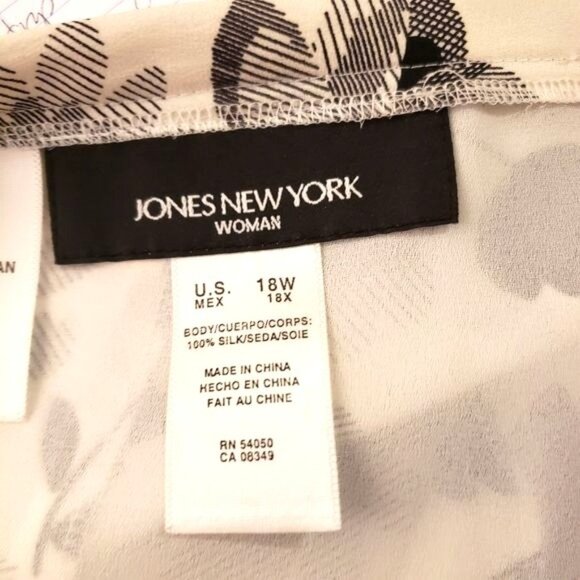 JONES NEW YORK
WOMAN
AN
U.S. 18W
MEX 18X
BODY/CUERPO/CORPS:
100% SILK/SEDA/SOIE
MADE IN CHINA
HECHO EN CHINA
FAIT AU CHINE
RN 54050
CA 08349